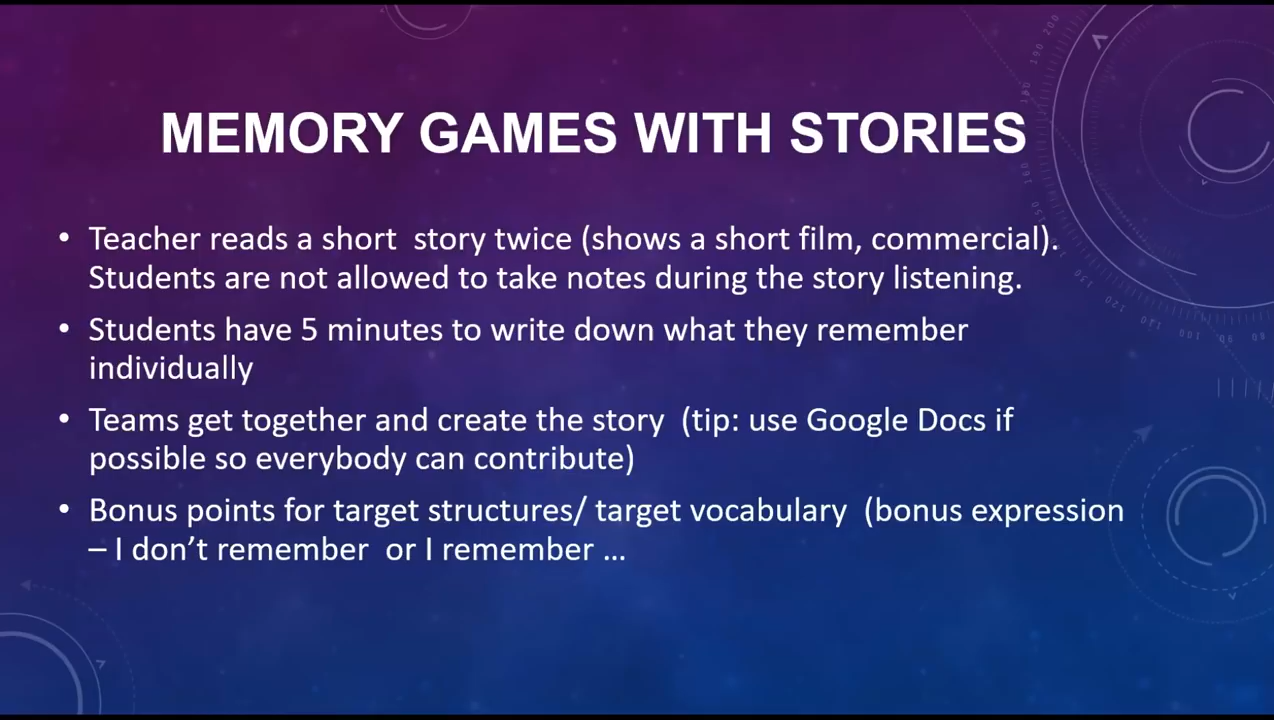 MEMORY GAMES WITH STORIES
• Teacher reads a short  story twice (shows a short film, commercial).
Students are not allowed to take notes during the story listening.
• Students have 5 minutes to write down what they remember
individually
• Teams get together and create the story  (tip: use Google Docs if
possible so everybody can contribute)
• Bonus points for target structures/ target vocabulary  (bonus expression
– I don’t remember  or I remember …